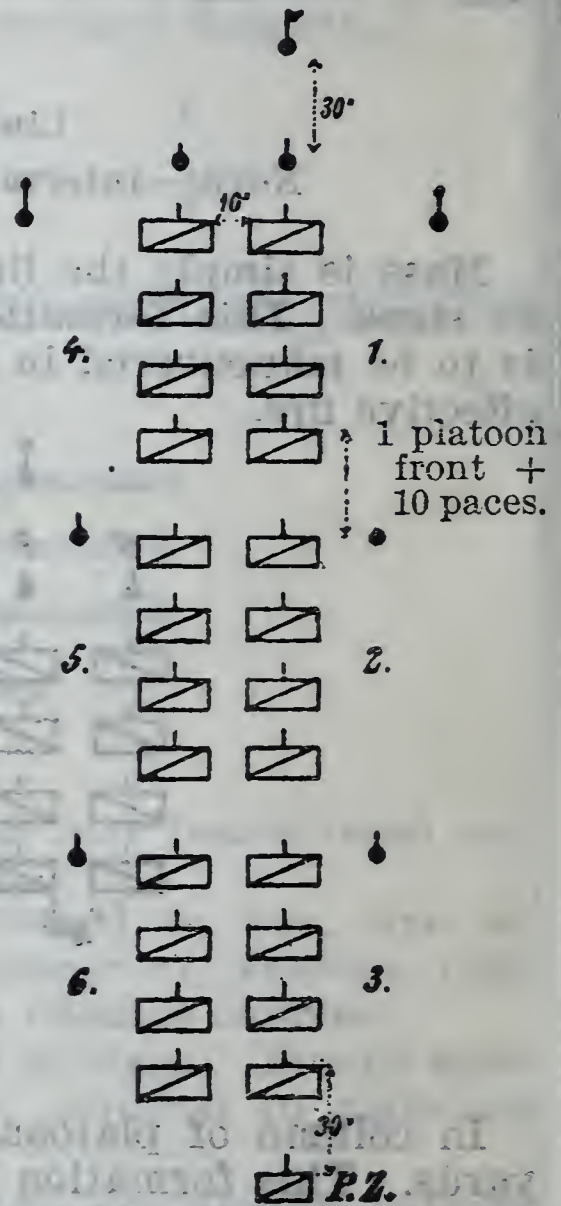 30"
10"
4. 1.
1 platoon
front +
10 paces.
5. 2.
6. 3.
30"
P.Z.